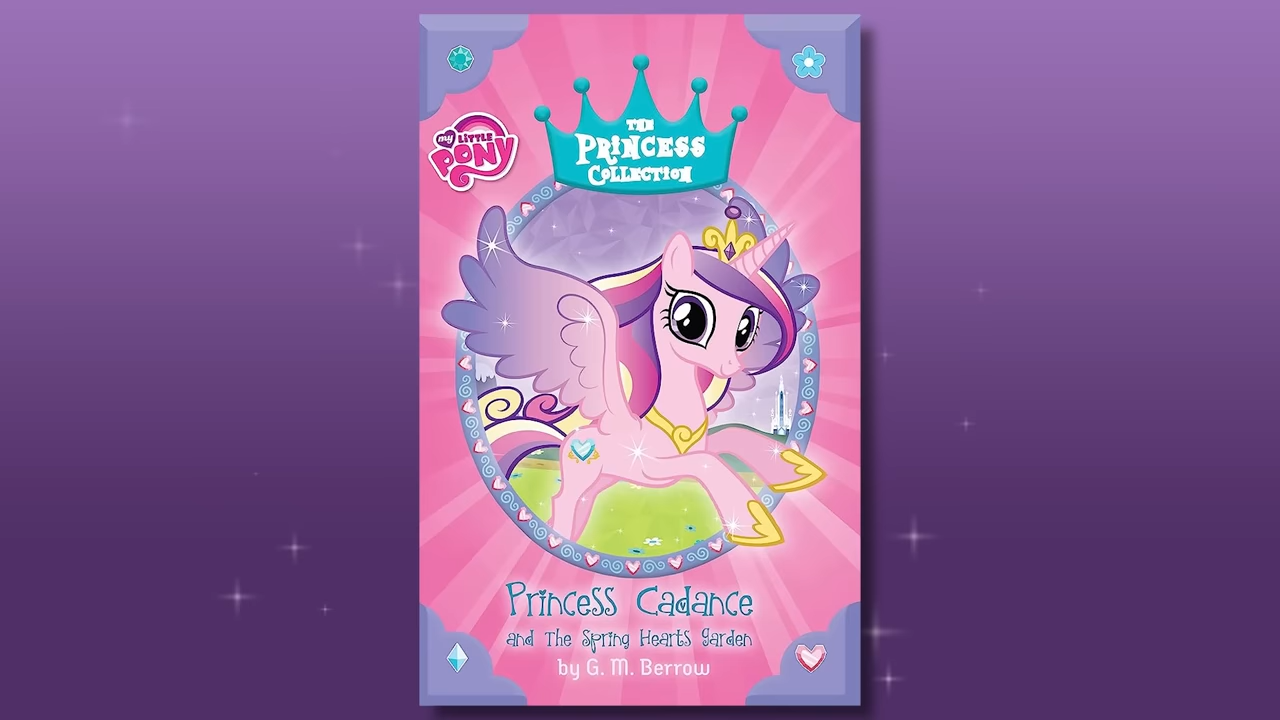 my LITTLE
PONY
THE
PRINCESS
COLLECTION
Princess Cadance
and The Spring Hearts Garden
by G. M. Berrow